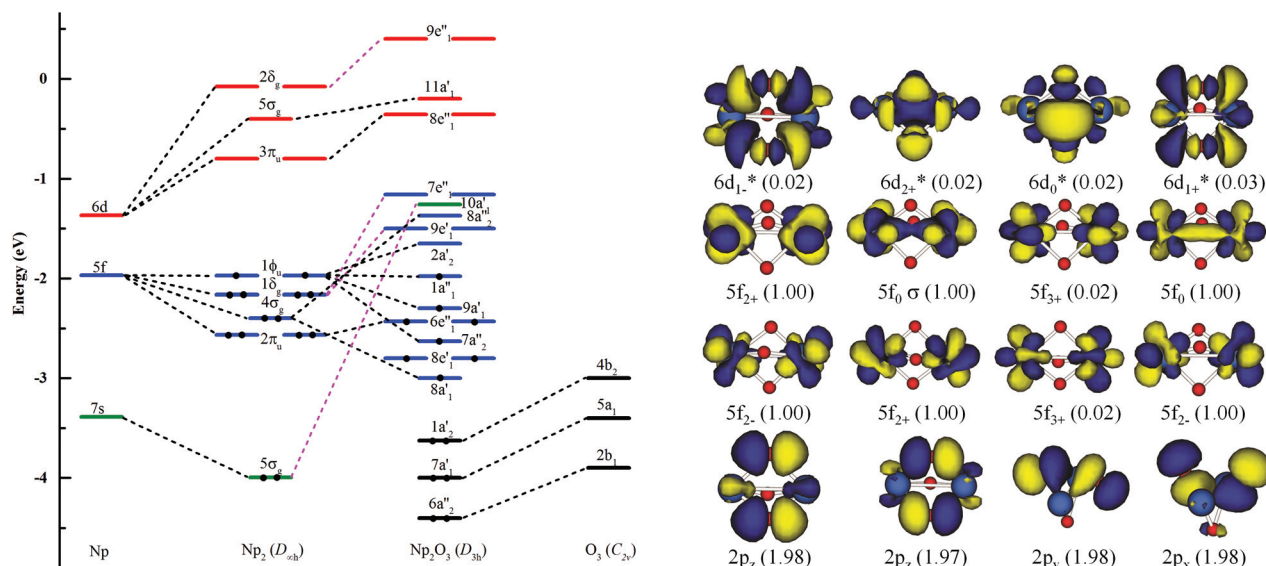 Energy (eV)
0
-1
-2
-3
-4
6d
5f
7s
2δg
5σg
3πu
1ϕu
1δg
4σg
2πu
5σg
9e"1
11a'1
8e"1
7e"1
10a'1
8a"2
9e'1
2a'2
1a"1
9a'1
6e"1
7a"2
8e'1
8a'1
1a'2
7a'1
6a"2
4b2
5a1
2b1
Np
Np2 (D∞h)
Np2O3 (D3h)
O3 (C2v)
6d1-* (0.02) 6d2+* (0.02) 6d0* (0.02) 6d1+* (0.03)
5f2+ (1.00) 5f0 σ (1.00) 5f3+ (0.02) 5f0 (1.00)
5f2- (1.00) 5f2+ (1.00) 5f3+ (0.02) 5f2- (1.00)
2pz (1.98) 2pz (1.97) 2py (1.98) 2px (1.98)